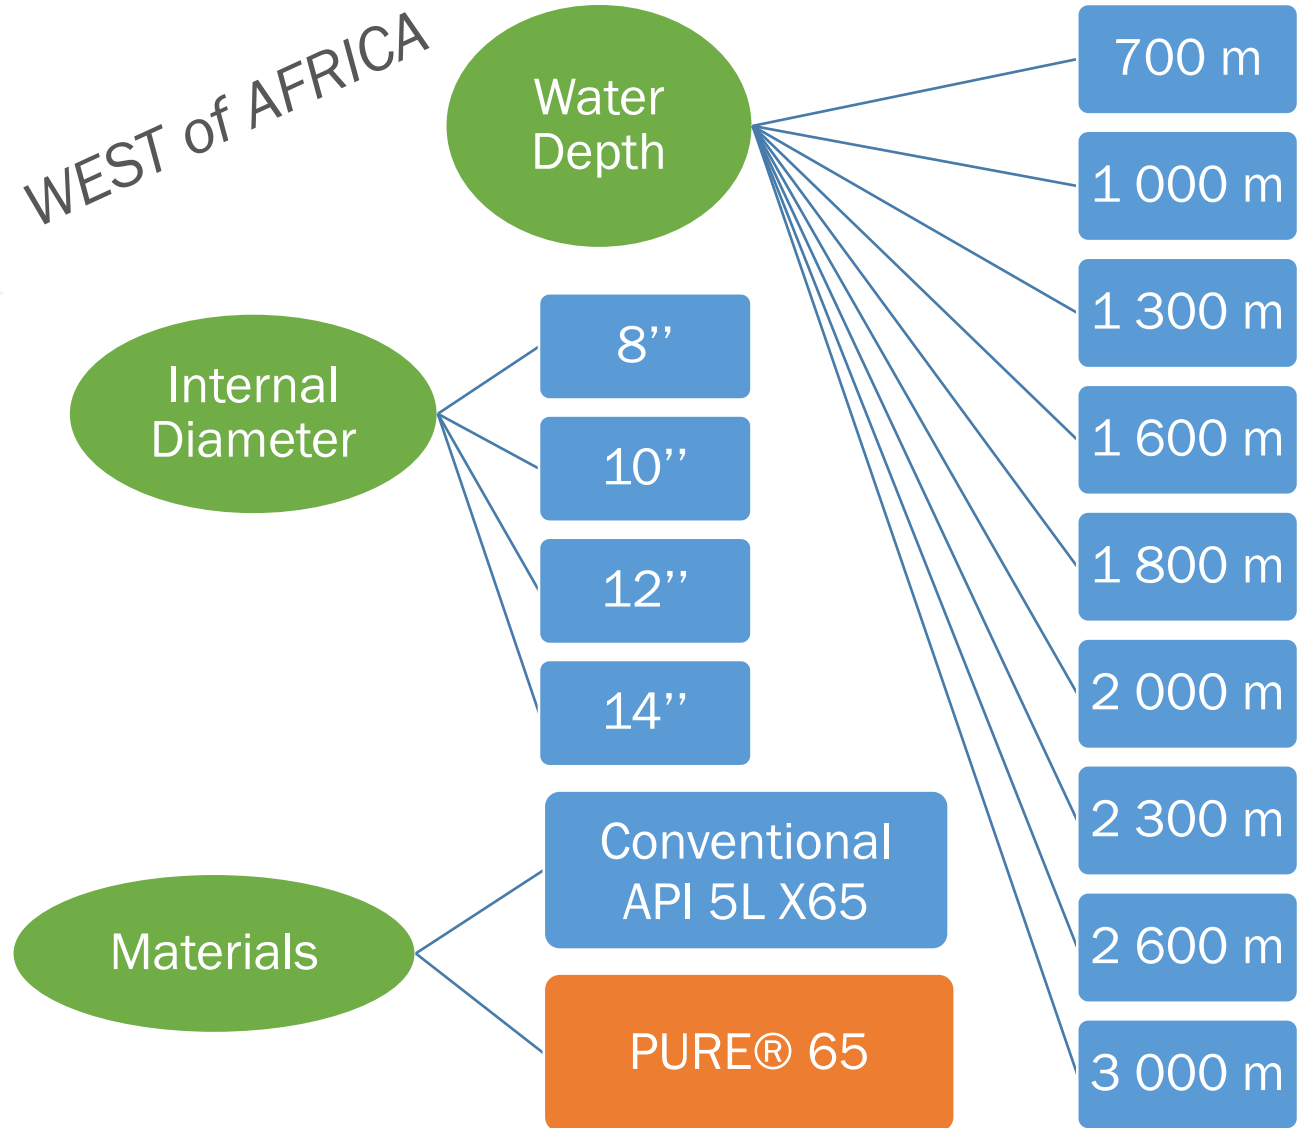 WEST of AFRICA
Water
Depth
700 m
1 000 m
1 300 m
1 600 m
1 800 m
2 000 m
2 300 m
2 600 m
3 000 m
Internal
Diameter
8’’
10’’
12’’
14’’
Materials
Conventional
API 5L X65
PURE® 65